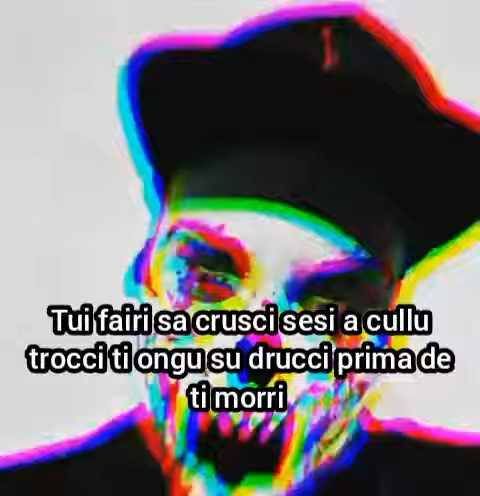 Tui fairi sa crusci sesi a cullu
trocci ti ongu su drucci prima de
ti morri